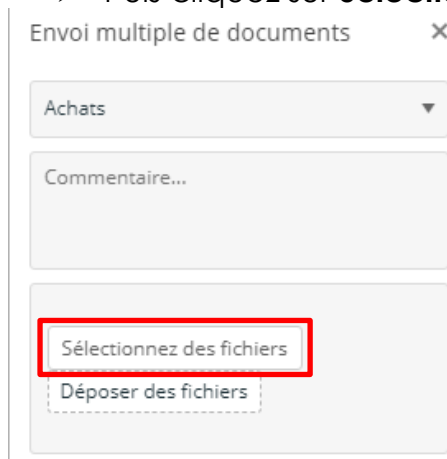 Envoi multiple de documents ×
Achats
Commentaire...
Sélectionnez des fichiers
Déposer des fichiers